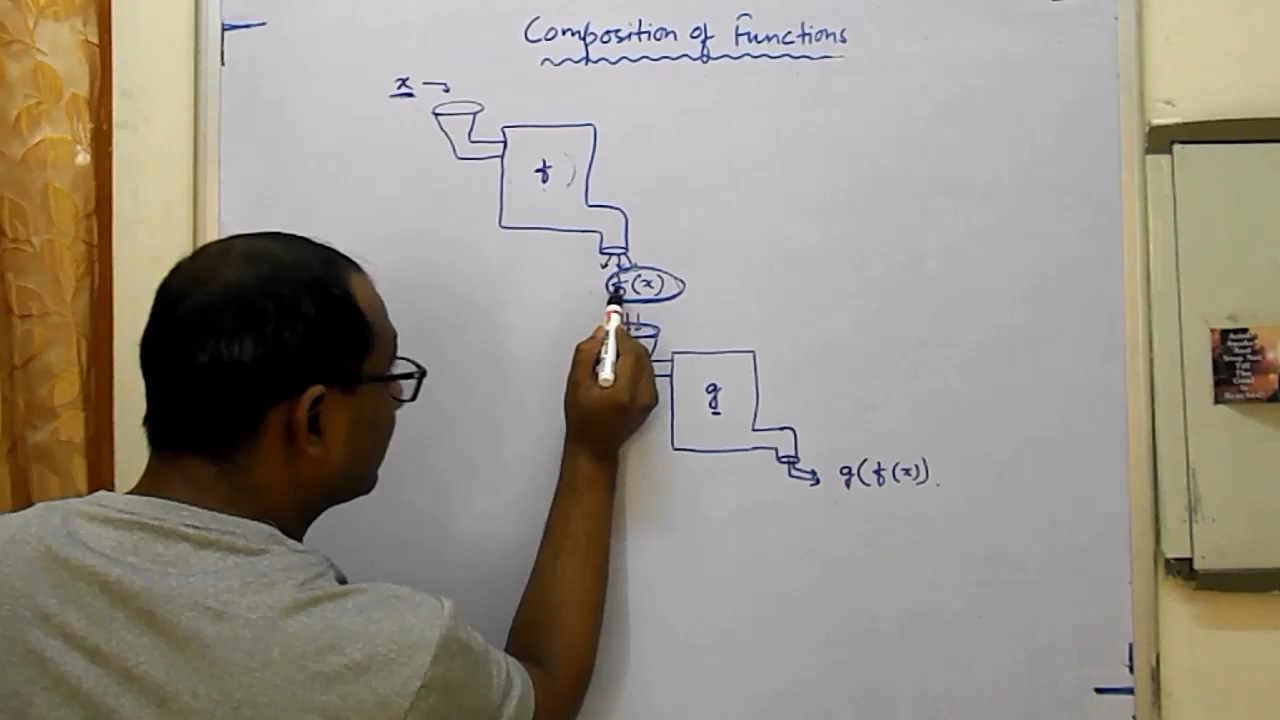 Composition of Functions
x
f
f(x)
g
g(f(x)).